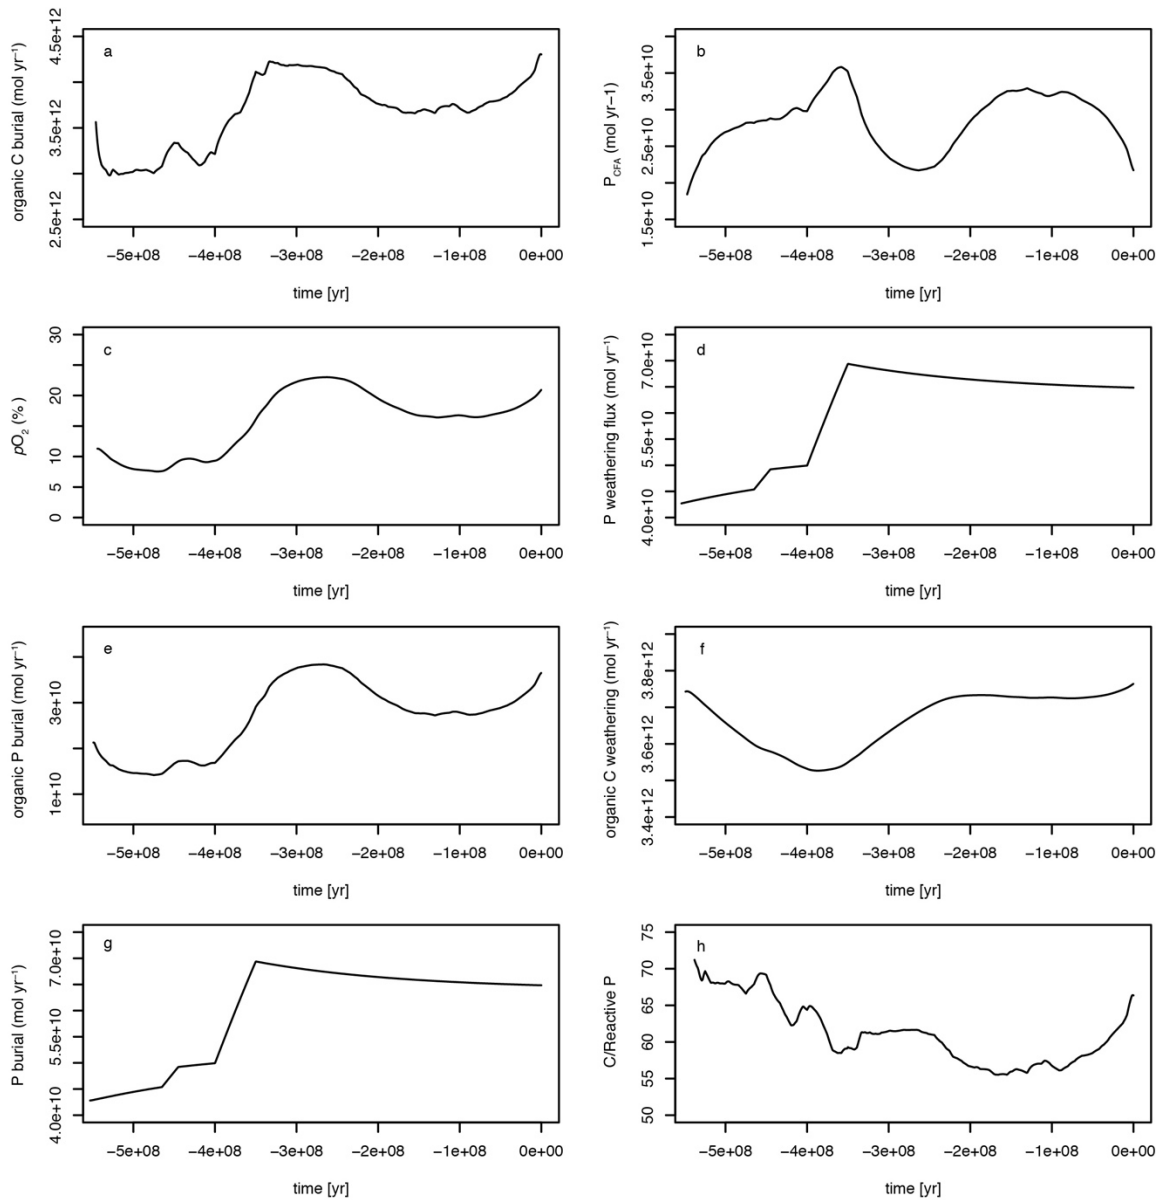 a
organic C burial (mol yr⁻¹)
4.5e+12
3.5e+12
2.5e+12
−5e+08 −4e+08 −3e+08 −2e+08 −1e+08 0e+00
time [yr]
b
P_CFA (mol yr−1)
3.5e+10
2.5e+10
1.5e+10
−5e+08 −4e+08 −3e+08 −2e+08 −1e+08 0e+00
time [yr]
c
pO₂ (%)
30
20
10
5
0
−5e+08 −4e+08 −3e+08 −2e+08 −1e+08 0e+00
time [yr]
d
P weathering flux (mol yr⁻¹)
7.0e+10
5.5e+10
4.0e+10
−5e+08 −4e+08 −3e+08 −2e+08 −1e+08 0e+00
time [yr]
e
organic P burial (mol yr⁻¹)
3e+10
1e+10
−5e+08 −4e+08 −3e+08 −2e+08 −1e+08 0e+00
time [yr]
f
organic C weathering (mol yr⁻¹)
3.8e+12
3.6e+12
3.4e+12
−5e+08 −4e+08 −3e+08 −2e+08 −1e+08 0e+00
time [yr]
g
P burial (mol yr⁻¹)
7.0e+10
5.5e+10
4.0e+10
−5e+08 −4e+08 −3e+08 −2e+08 −1e+08 0e+00
time [yr]
h
C/Reactive P
75
70
65
60
55
50
−5e+08 −4e+08 −3e+08 −2e+08 −1e+08 0e+00
time [yr]